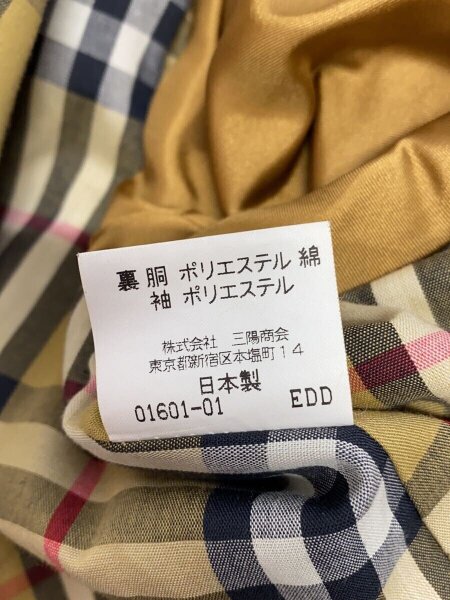 裏 胴 ポリエステル 綿
袖 ポリエステル
株式会社 三陽商会
東京都新宿区本塩町14
日本製
01601-01 EDD